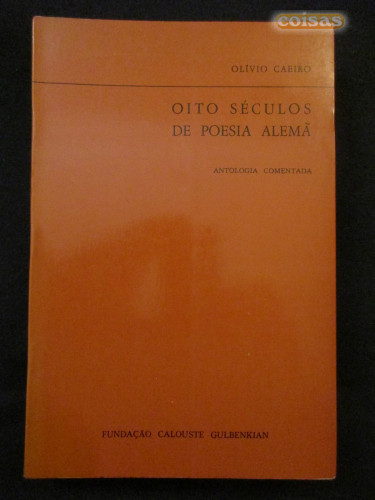 coisas
OLÍVIO CAEIRO
OITO SÉCULOS
DE POESIA ALEMÃ
ANTOLOGIA COMENTADA
FUNDAÇÃO CALOUSTE GULBENKIAN